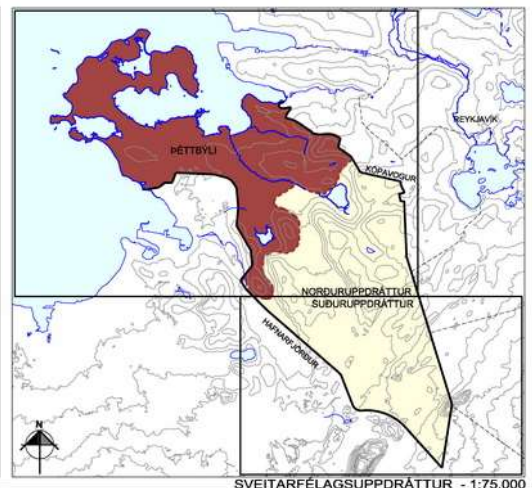 REYKJAVÍK
ÞÉTTBÝLI
KÓPAVOGUR
NORÐURUPPDRÁTTUR
SUÐURUPPDRÁTTUR
HAFNARFJÖRÐUR
N
SVEITARFÉLAGSUPPDRÁTTUR - 1:75.000